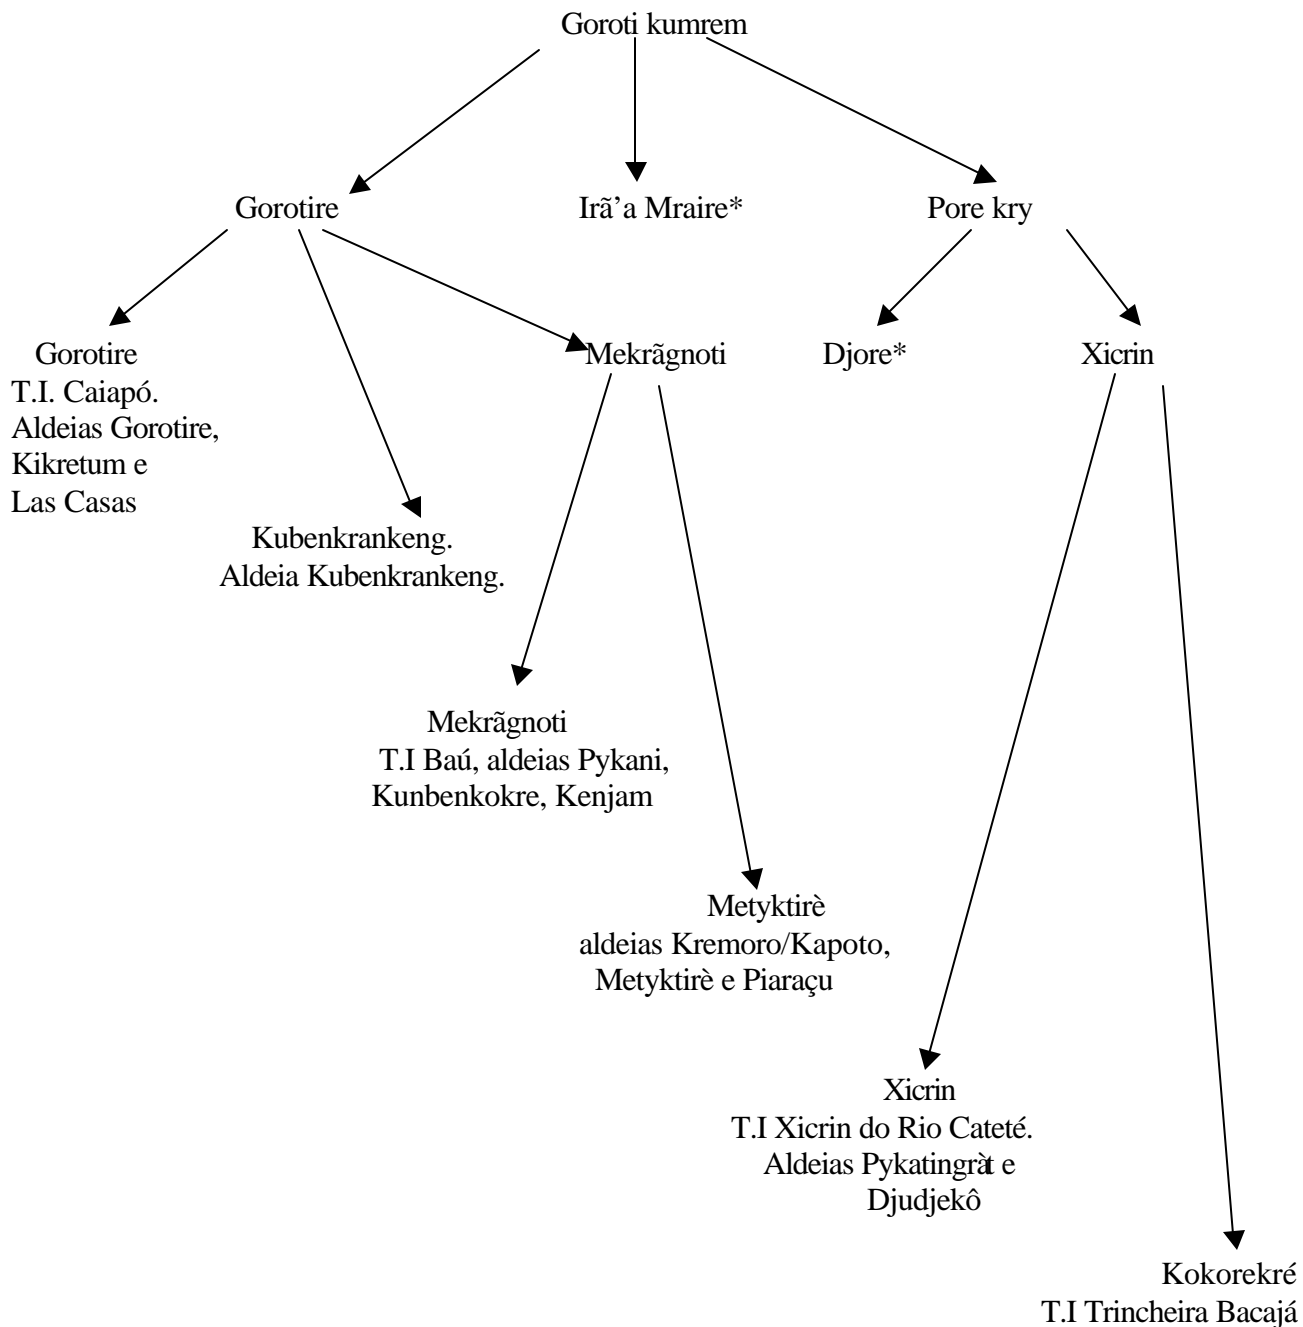 Goroti kumrem
Gorotire
Irã’a Mraire*
Pore kry
Gorotire
T.I. Caiapó.
Aldeias Gorotire,
Kikretum e
Las Casas
Mekrãgnoti
Djore*
Xicrin
Kubenkrankeng.
Aldeia Kubenkrankeng.
Mekrãgnoti
T.I Baú, aldeias Pykani,
Kunbenkokre, Kenjam
Metyktirè
aldeias Kremoro/Kapoto,
Metyktirè e Piaraçu
Xicrin
T.I Xicrin do Rio Cateté.
Aldeias Pykatingràt e
Djudjekô
Kokorekré
T.I Trincheira Bacajá